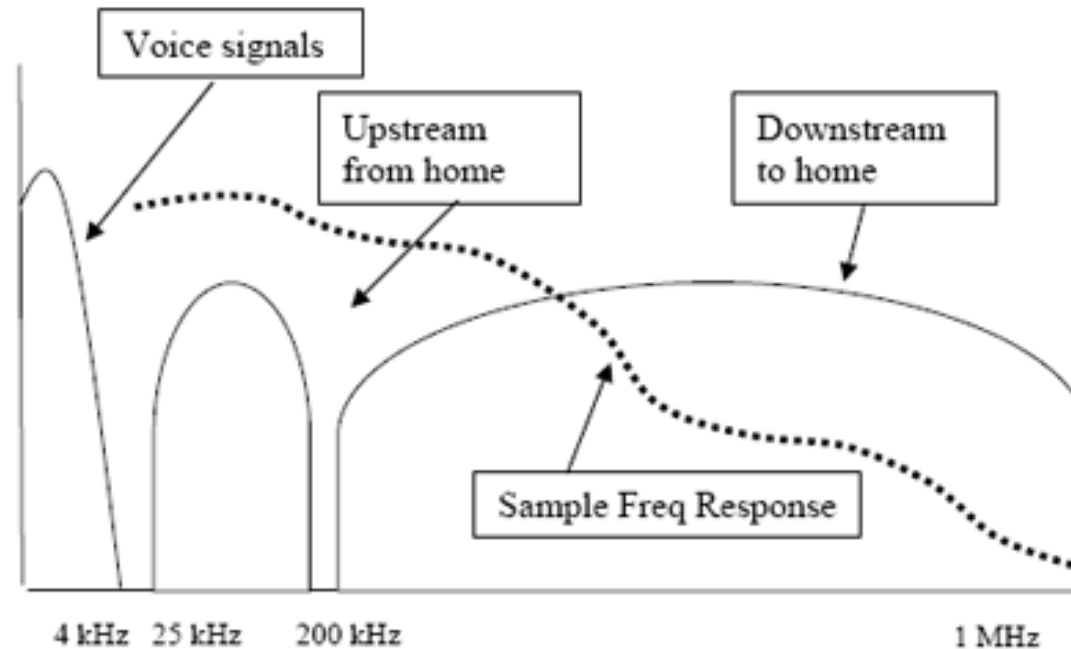 Voice signals
Upstream
from home
Downstream
to home
Sample Freq Response
4 kHz 25 kHz 200 kHz 1 MHz